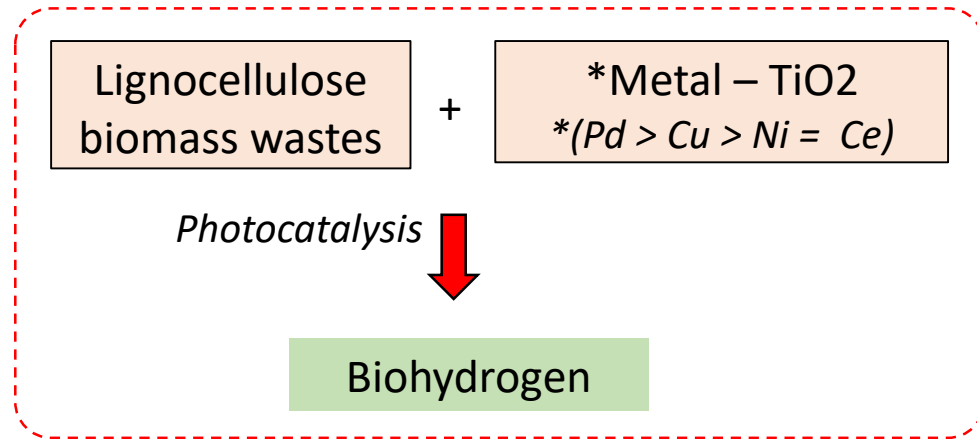 Lignocellulose
biomass wastes
+
*Metal – TiO2
*(Pd > Cu > Ni = Ce)
Photocatalysis
Biohydrogen